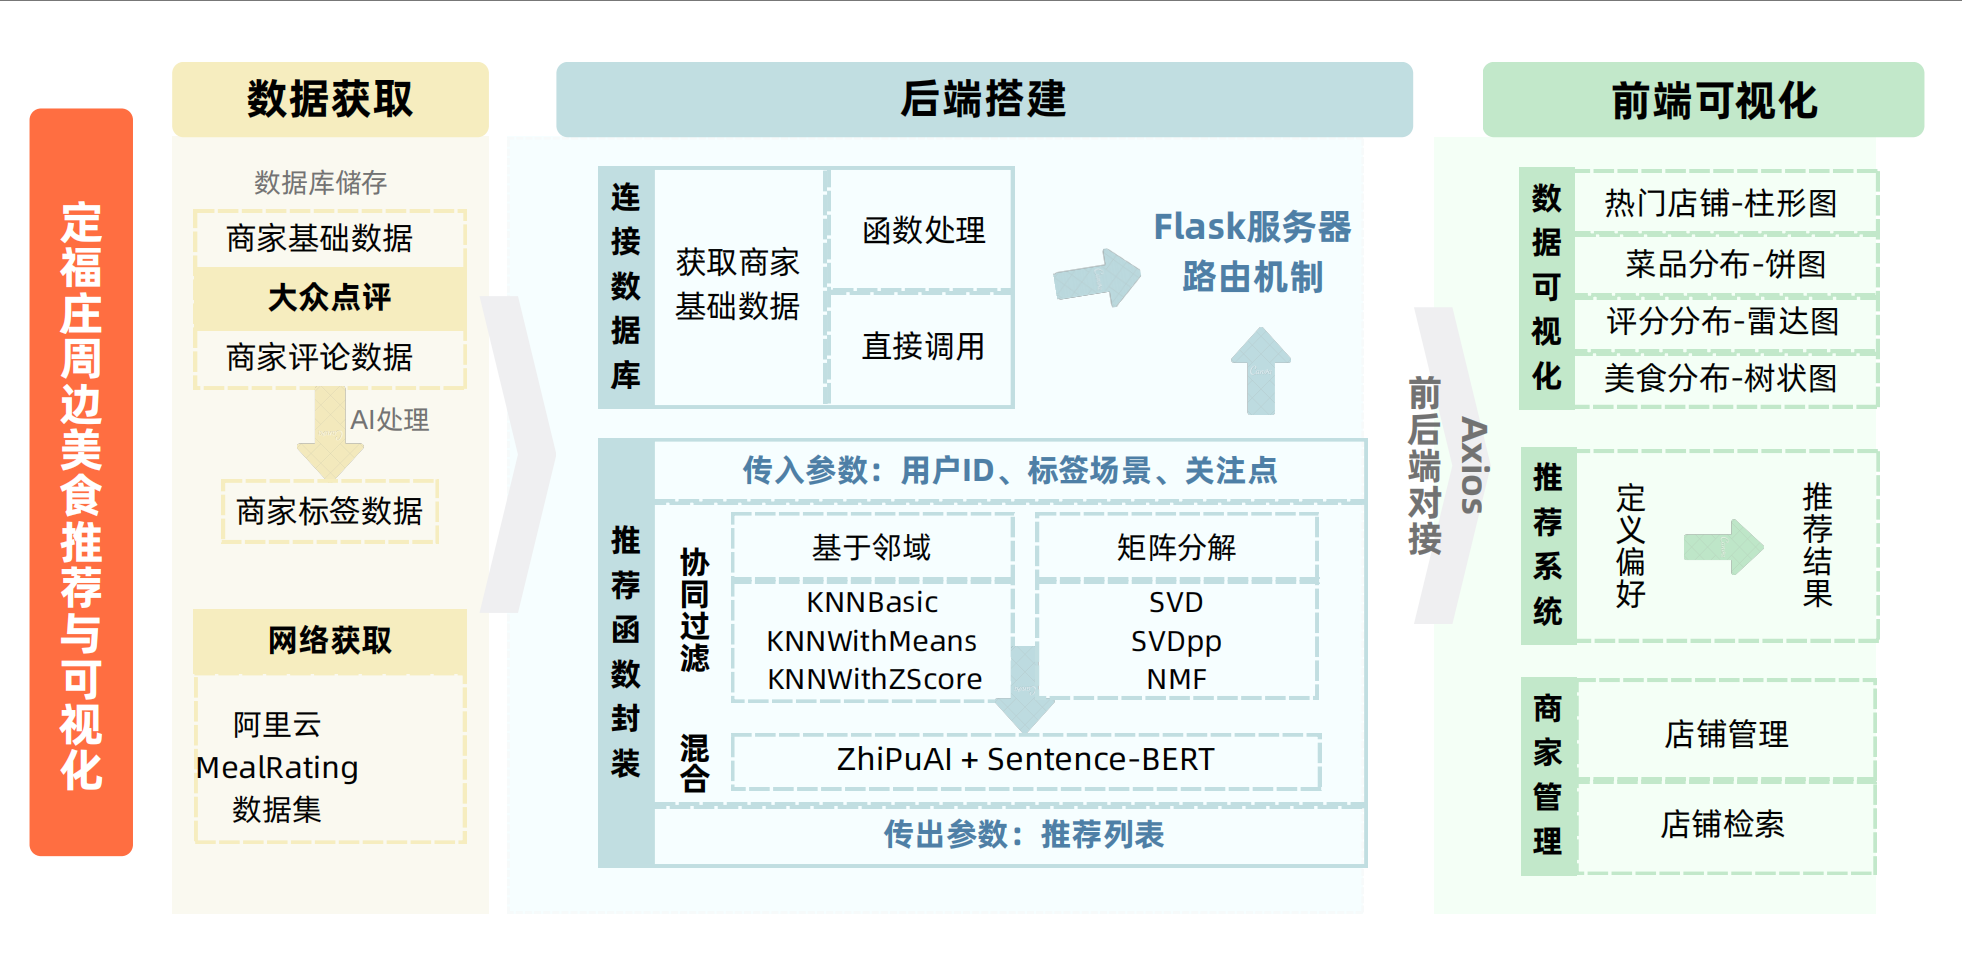 定福庄周边美食推荐与可视化
数据获取
数据库储存
商家基础数据
大众点评
商家评论数据
AI处理
商家标签数据
网络获取
阿里云
MealRating
数据集
后端搭建
连接数据库
获取商家
基础数据
函数处理
直接调用
Flask服务器
路由机制
推荐函数封装
传入参数：用户ID、标签场景、关注点
协同过滤
基于邻域
KNNBasic
KNNWithMeans
KNNWithZScore
矩阵分解
SVD
SVDpp
NMF
混合
ZhiPuAI + Sentence-BERT
传出参数：推荐列表
前后端对接
Axios
前端可视化
数据可视化
热门店铺-柱形图
菜品分布-饼图
评分分布-雷达图
美食分布-树状图
推荐系统
定义偏好
推荐结果
商家管理
店铺管理
店铺检索